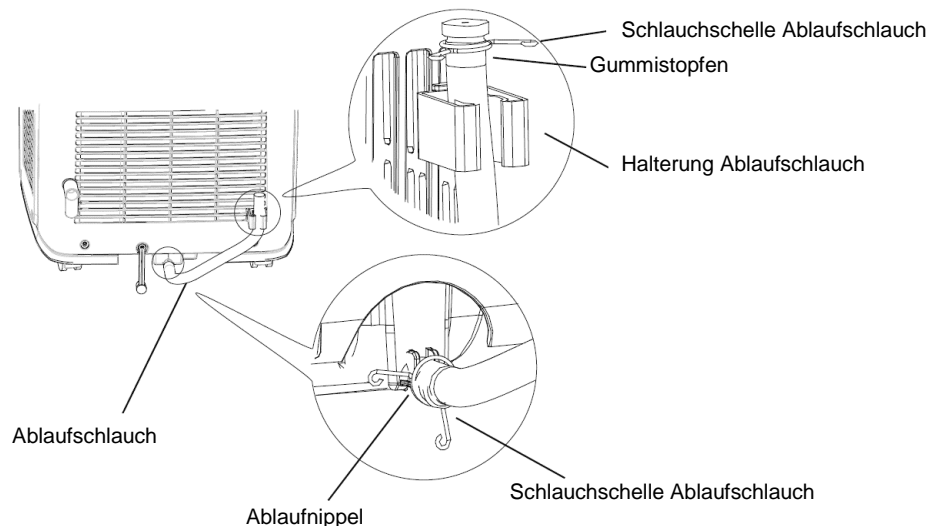 Schlauchschelle Ablaufschlauch
Gummistopfen
Halterung Ablaufschlauch
Ablaufschlauch
Schlauchschelle Ablaufschlauch
Ablaufnippel